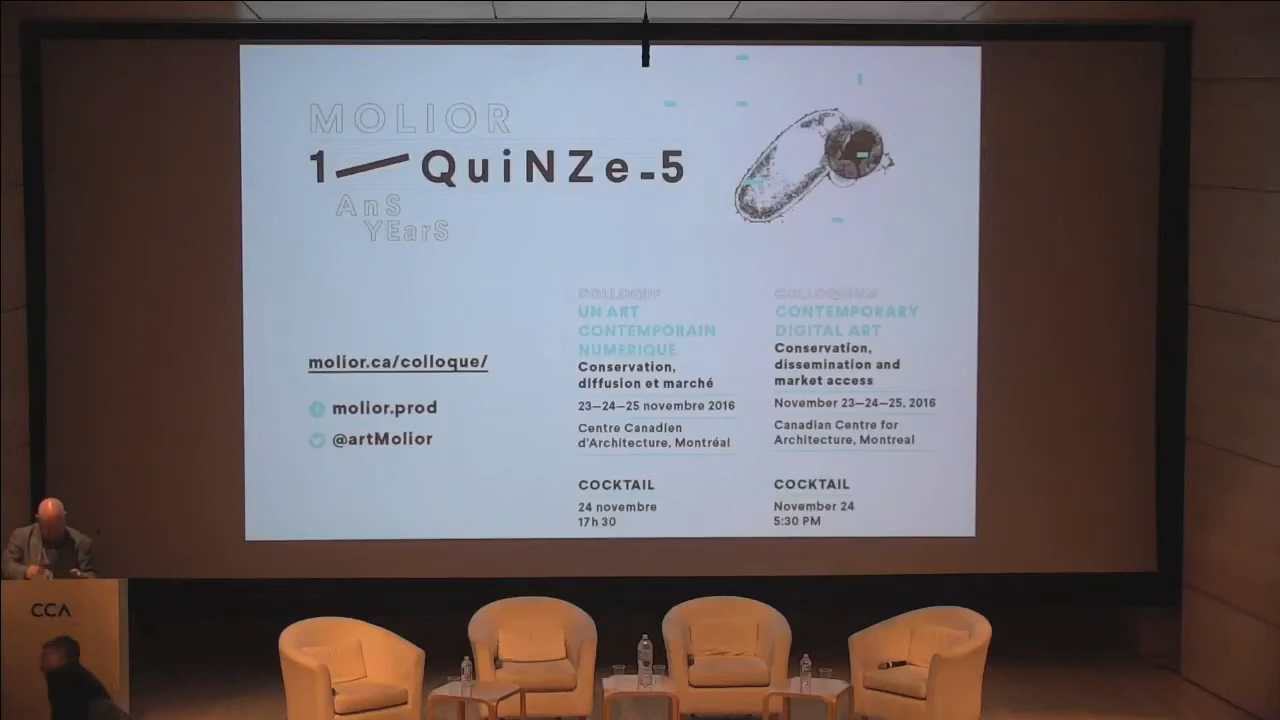 MOLIOR
1—QuiNZe-5
AnS
YEarS
molior.ca/colloque/
molior.prod
@artMolior
COLLOQUE
UN ART
CONTEMPORAIN
NUMERIQUE
Conservation,
diffusion et marché
23—24—25 novembre 2016
Centre Canadien
d'Architecture, Montréal
COCKTAIL
24 novembre
17h 30
COLLOQUIUM
CONTEMPORARY
DIGITAL ART
Conservation,
dissemination and
market access
November 23—24—25, 2016
Canadian Centre for
Architecture, Montreal
COCKTAIL
November 24
5:30 PM
CCA